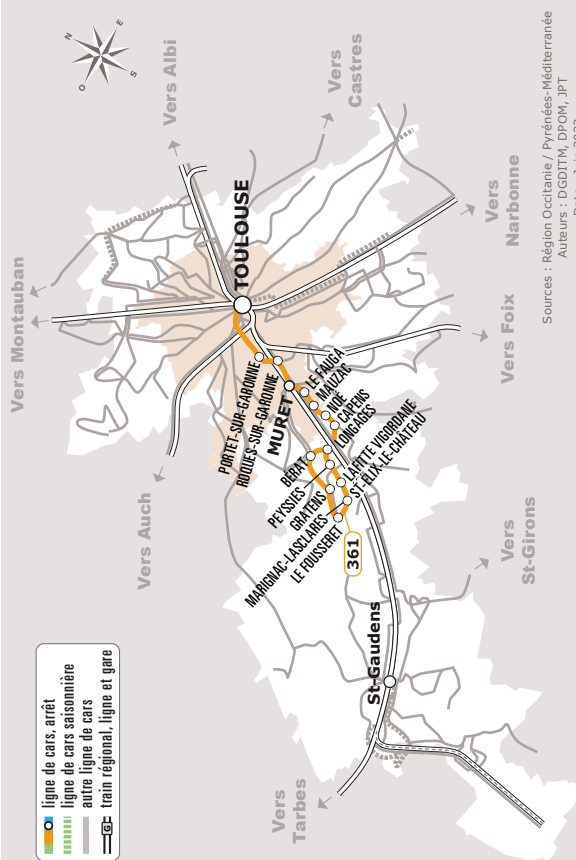 N
E
S
O
Vers Albi
Vers
Castres
Vers Montauban
TOULOUSE
Vers
Narbonne
Vers Foix
PORTET-SUR-GARONNE
ROQUES-SUR-GARONNE
MURET
LE FAUGA
MAUZAC
NOÉ
CAPENS
LONGAGES
LAFITTE VIGORDANE
ST-ÉLIX-LE-CHÂTEAU
BÉRAT
PEYSSIES
GRATENS
MARIGNAC-LASCLARES
LE FOUSSERET
361
Vers Auch
Vers
St-Girons
St-Gaudens
Vers
Tarbes
ligne de cars, arrêt
ligne de cars saisonnière
autre ligne de cars
G train régional, ligne et gare
Sources : Région Occitanie / Pyrénées-Méditerranée
Auteurs : DGDITM, DPOM, JPT